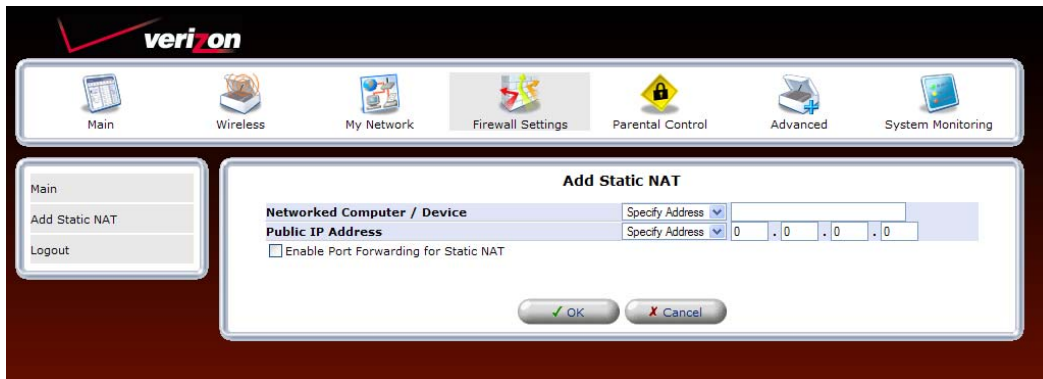 verizon
Main Wireless My Network Firewall Settings Parental Control Advanced System Monitoring
Main
Add Static NAT
Logout
Add Static NAT
Networked Computer / Device Specify Address
Public IP Address Specify Address 0 . 0 . 0 . 0
Enable Port Forwarding for Static NAT
✓ OK ✗ Cancel